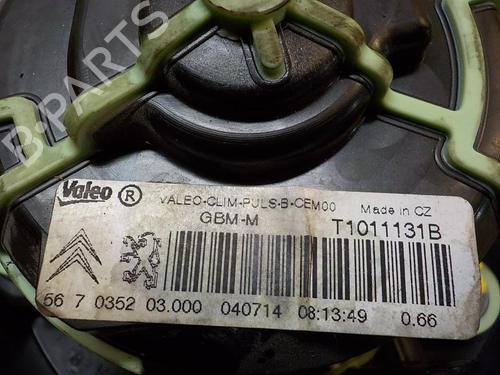 B-PARTS
Valeo ® VALEO-CLIM-PULS-B-CEM00 Made in CZ
GBM-M T1011131B
56 7 0352 03.000 040714 08:13:49 0.66